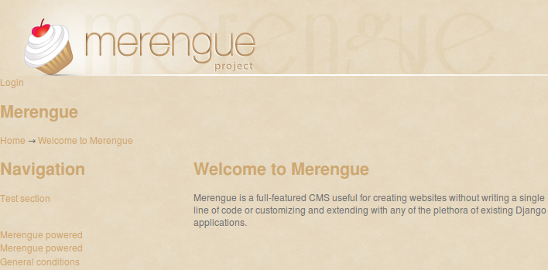 merengue
project
Login
Merengue
Home → Welcome to Merengue
Navigation
Test section
Merengue powered
Merengue powered
General conditions
Welcome to Merengue
Merengue is a full-featured CMS useful for creating websites without writing a single
line of code or customizing and extending with any of the plethora of existing Django
applications.